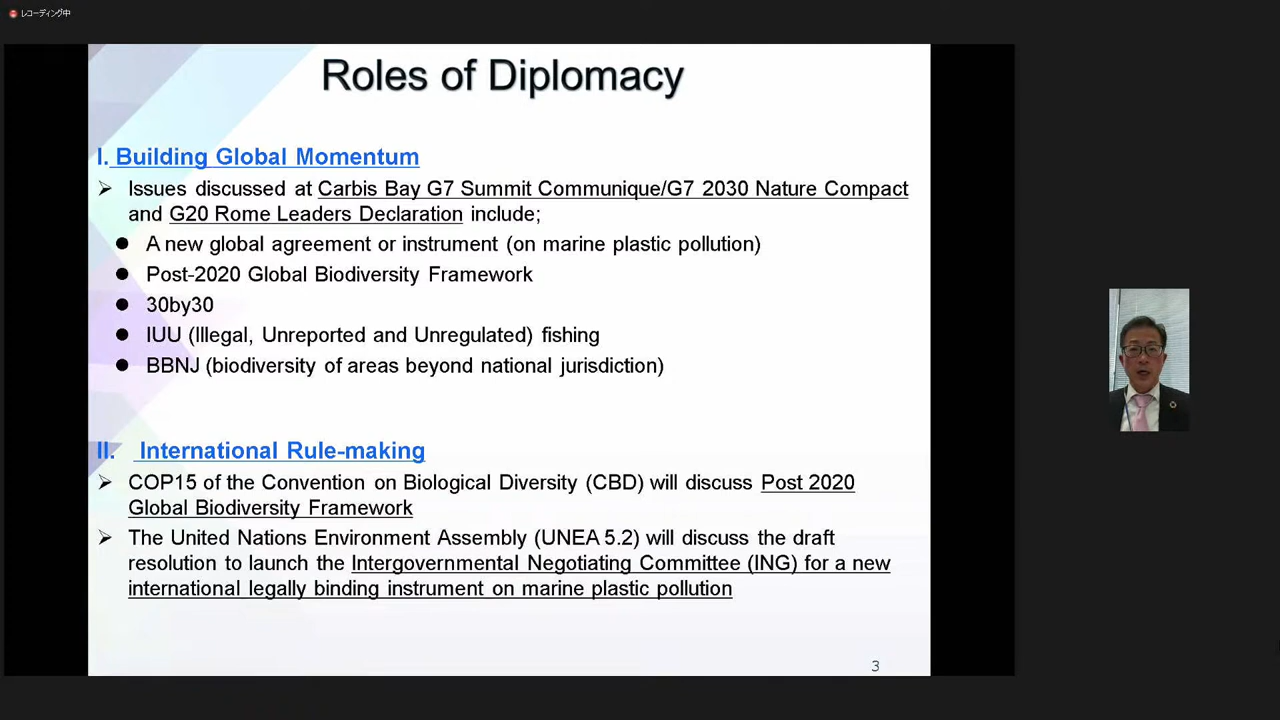 レコーディング中
Roles of Diplomacy
I. Building Global Momentum
➢ Issues discussed at Carbis Bay G7 Summit Communique/G7 2030 Nature Compact
and G20 Rome Leaders Declaration include;
● A new global agreement or instrument (on marine plastic pollution)
● Post-2020 Global Biodiversity Framework
● 30by30
● IUU (Illegal, Unreported and Unregulated) fishing
● BBNJ (biodiversity of areas beyond national jurisdiction)
II. International Rule-making
➢ COP15 of the Convention on Biological Diversity (CBD) will discuss Post 2020
Global Biodiversity Framework
➢ The United Nations Environment Assembly (UNEA 5.2) will discuss the draft
resolution to launch the Intergovernmental Negotiating Committee (ING) for a new
international legally binding instrument on marine plastic pollution
3